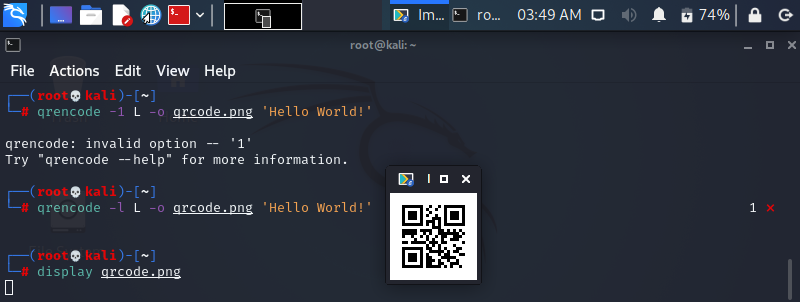 Im... ro... 03:49 AM 74%
root@kali: ~
File Actions Edit View Help
┌──(root💀kali)-[~]
└─# qrencode -1 L -o qrcode.png 'Hello World!'
qrencode: invalid option -- '1'
Try "qrencode --help" for more information.
┌──(root💀kali)-[~]
└─# qrencode -l L -o qrcode.png 'Hello World!' 1 ⨯
┌──(root💀kali)-[~]
└─# display qrcode.png